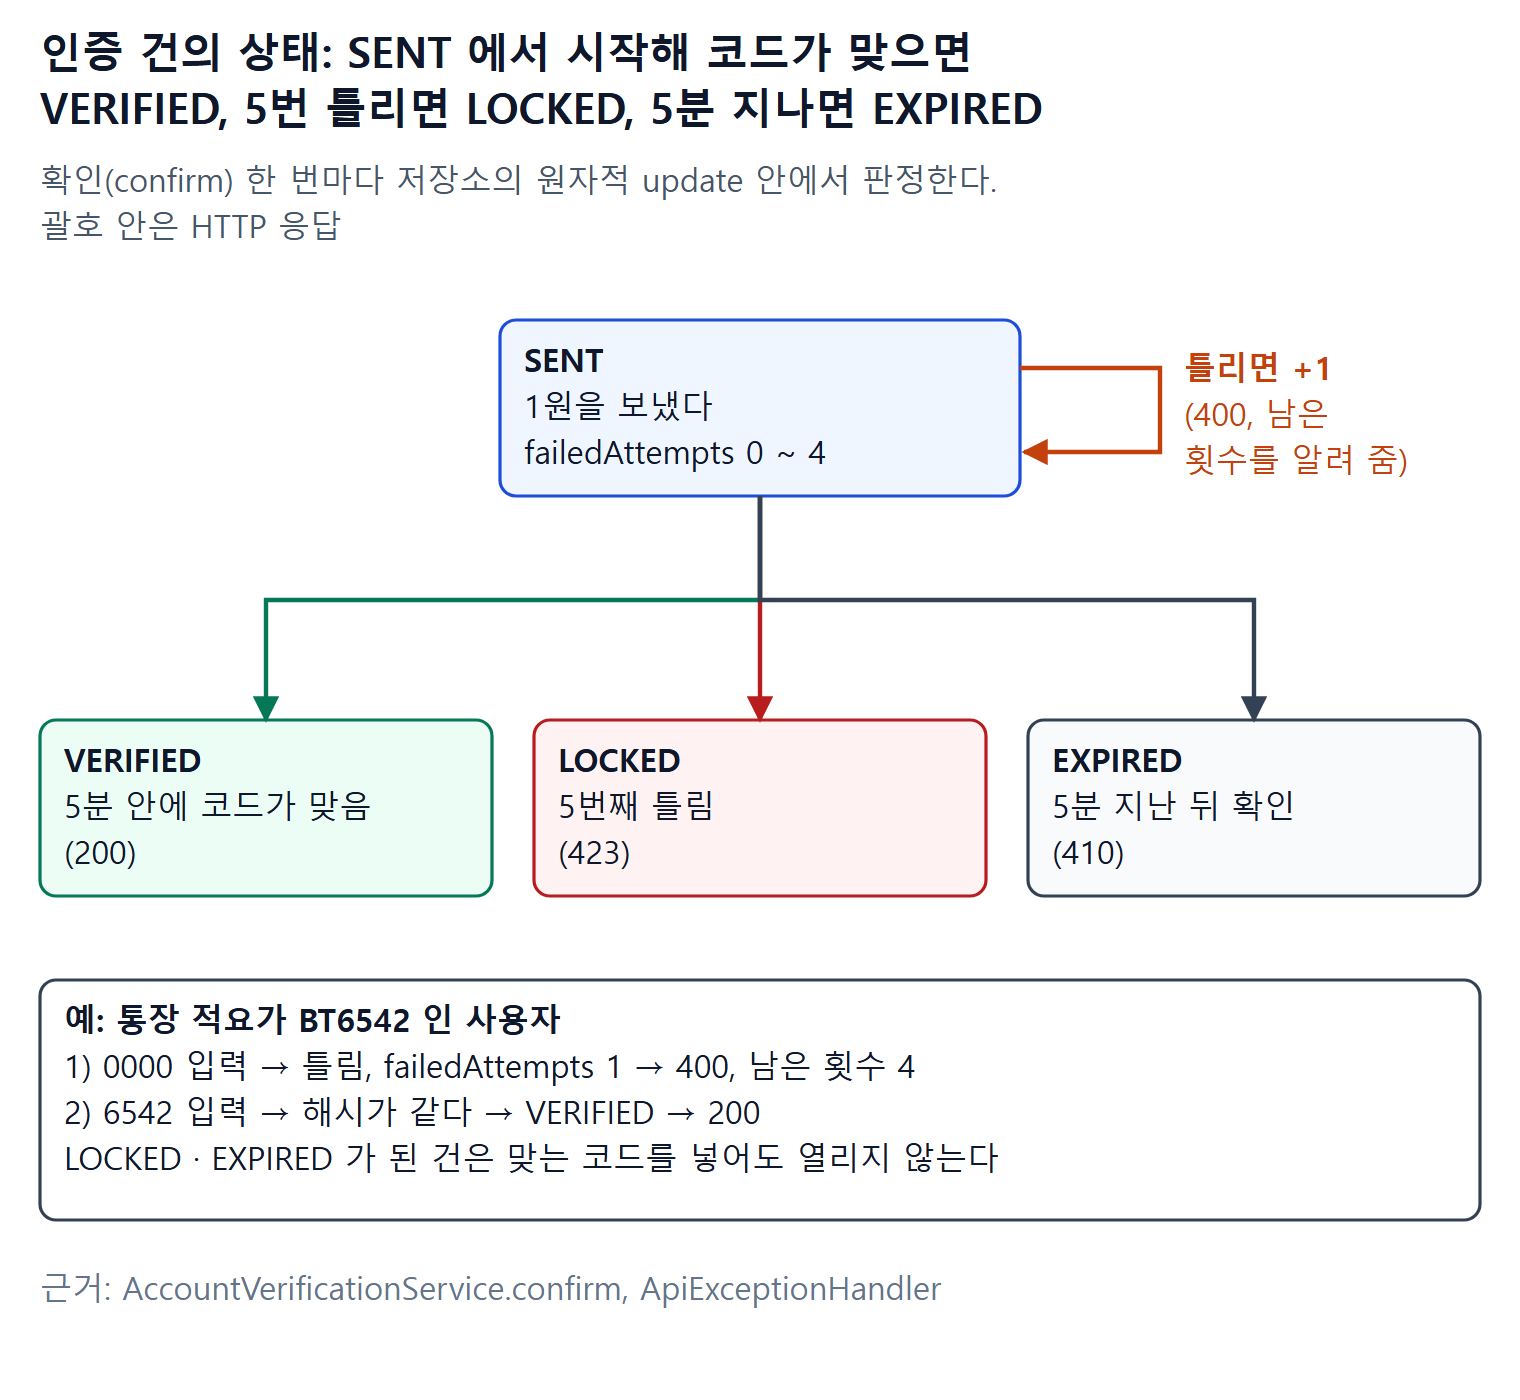 인증 건의 상태: SENT 에서 시작해 코드가 맞으면
VERIFIED, 5번 틀리면 LOCKED, 5분 지나면 EXPIRED
확인(confirm) 한 번마다 저장소의 원자적 update 안에서 판정한다.
괄호 안은 HTTP 응답
SENT
1원을 보냈다
failedAttempts 0 ~ 4
틀리면 +1
(400, 남은
횟수를 알려 줌)
VERIFIED
5분 안에 코드가 맞음
(200)
LOCKED
5번째 틀림
(423)
EXPIRED
5분 지난 뒤 확인
(410)
예: 통장 적요가 BT6542 인 사용자
1) 0000 입력 → 틀림, failedAttempts 1 → 400, 남은 횟수 4
2) 6542 입력 → 해시가 같다 → VERIFIED → 200
LOCKED · EXPIRED 가 된 건은 맞는 코드를 넣어도 열리지 않는다
근거: AccountVerificationService.confirm, ApiExceptionHandler